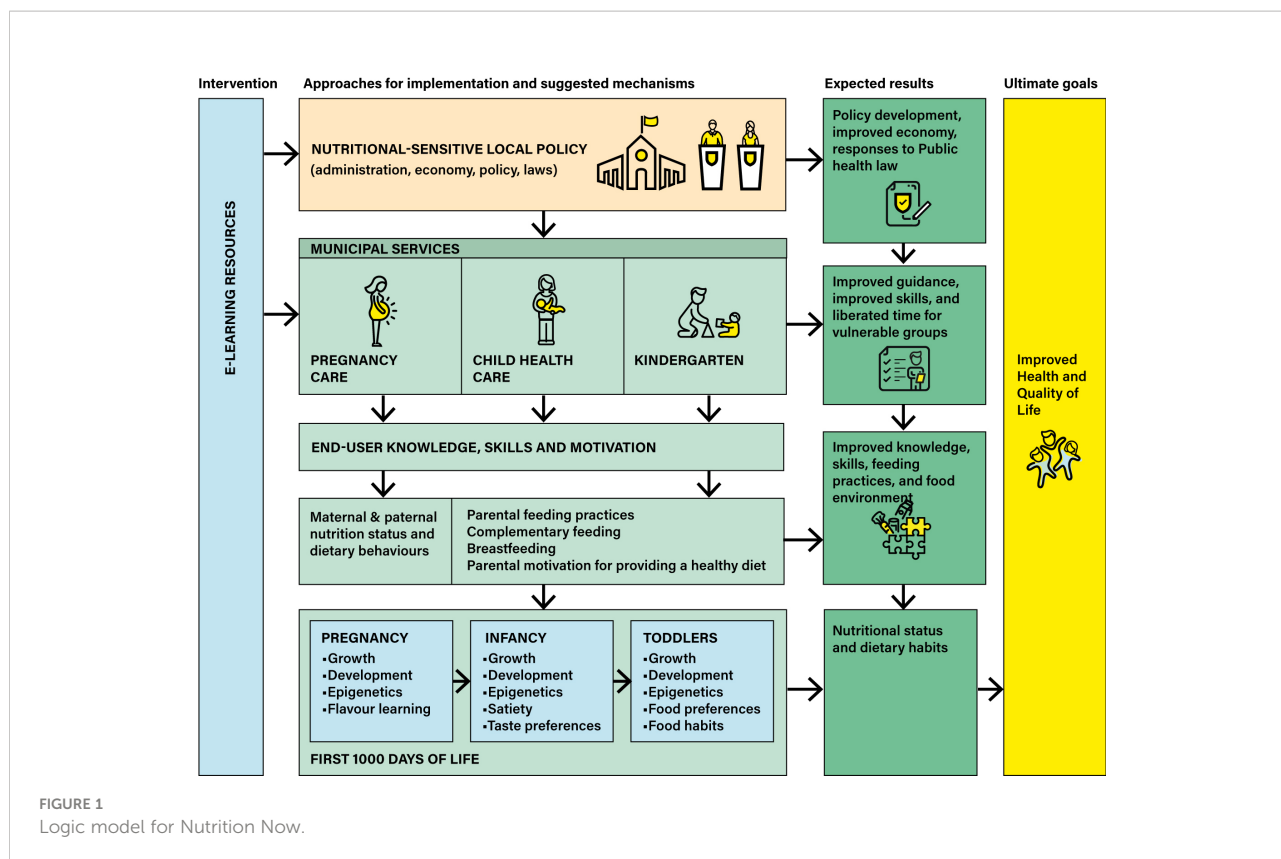 Intervention
Approaches for implementation and suggested mechanisms
Expected results
Ultimate goals
E-LEARNING RESOURCES
NUTRITIONAL-SENSITIVE LOCAL POLICY
(administration, economy, policy, laws)
Policy development,
improved economy,
responses to Public
health law
MUNICIPAL SERVICES
PREGNANCY
CARE
CHILD HEALTH
CARE
KINDERGARTEN
Improved guidance,
improved skills, and
liberated time for
vulnerable groups
END-USER KNOWLEDGE, SKILLS AND MOTIVATION
Maternal & paternal
nutrition status and
dietary behaviours
Parental feeding practices
Complementary feeding
Breastfeeding
Parental motivation for providing a healthy diet
Improved knowledge,
skills, feeding
practices, and food
environment
PREGNANCY
▪Growth
▪Development
▪Epigenetics
▪Flavour learning
INFANCY
▪Growth
▪Development
▪Epigenetics
▪Satiety
▪Taste preferences
TODDLERS
▪Growth
▪Development
▪Epigenetics
▪Food preferences
▪Food habits
FIRST 1000 DAYS OF LIFE
Nutritional status
and dietary habits
Improved
Health and
Quality of
Life
FIGURE 1
Logic model for Nutrition Now.